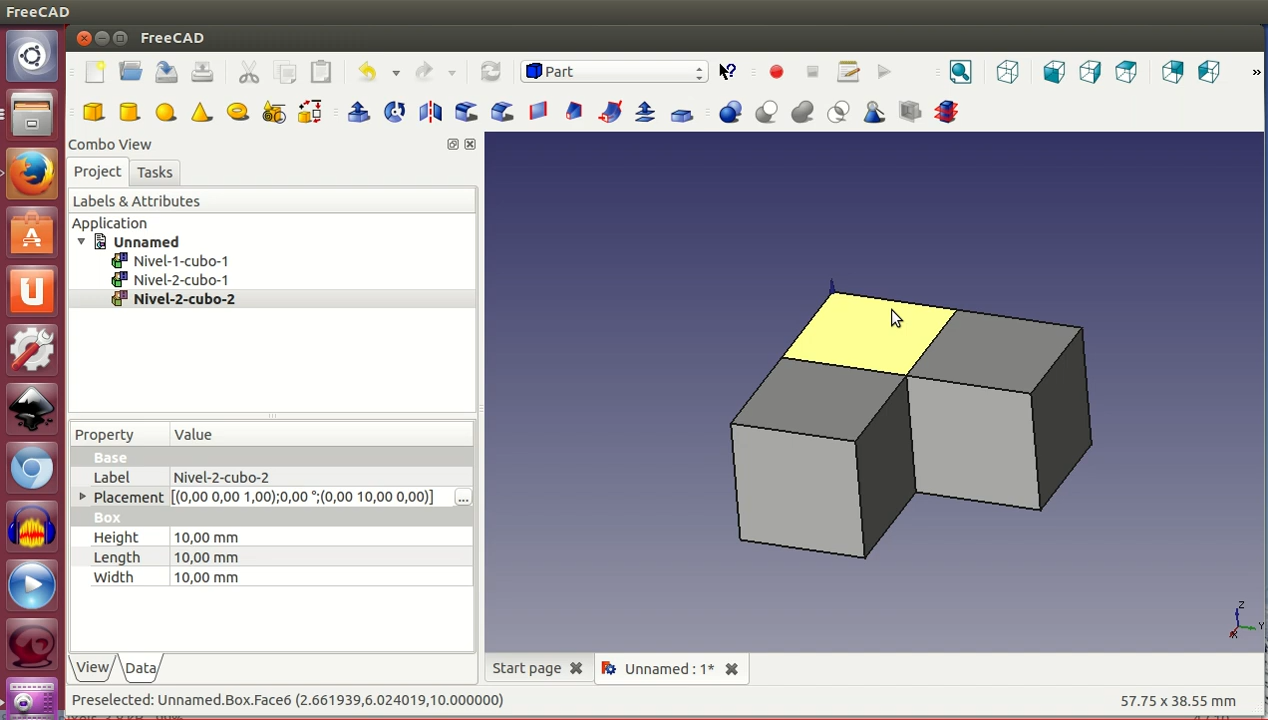 FreeCAD
FreeCAD
Part
»
Combo View
Project Tasks
Labels & Attributes
Application
Unnamed
Nivel-1-cubo-1
Nivel-2-cubo-1
Nivel-2-cubo-2
Property Value
Base
Label Nivel-2-cubo-2
Placement [(0,00 0,00 1,00);0,00 °;(0,00 10,00 0,00)] ...
Box
Height 10,00 mm
Length 10,00 mm
Width 10,00 mm
Z
Y
X
View Data
Start page Unnamed : 1*
Preselected: Unnamed.Box.Face6 (2.661939,6.024019,10.000000) 57.75 x 38.55 mm